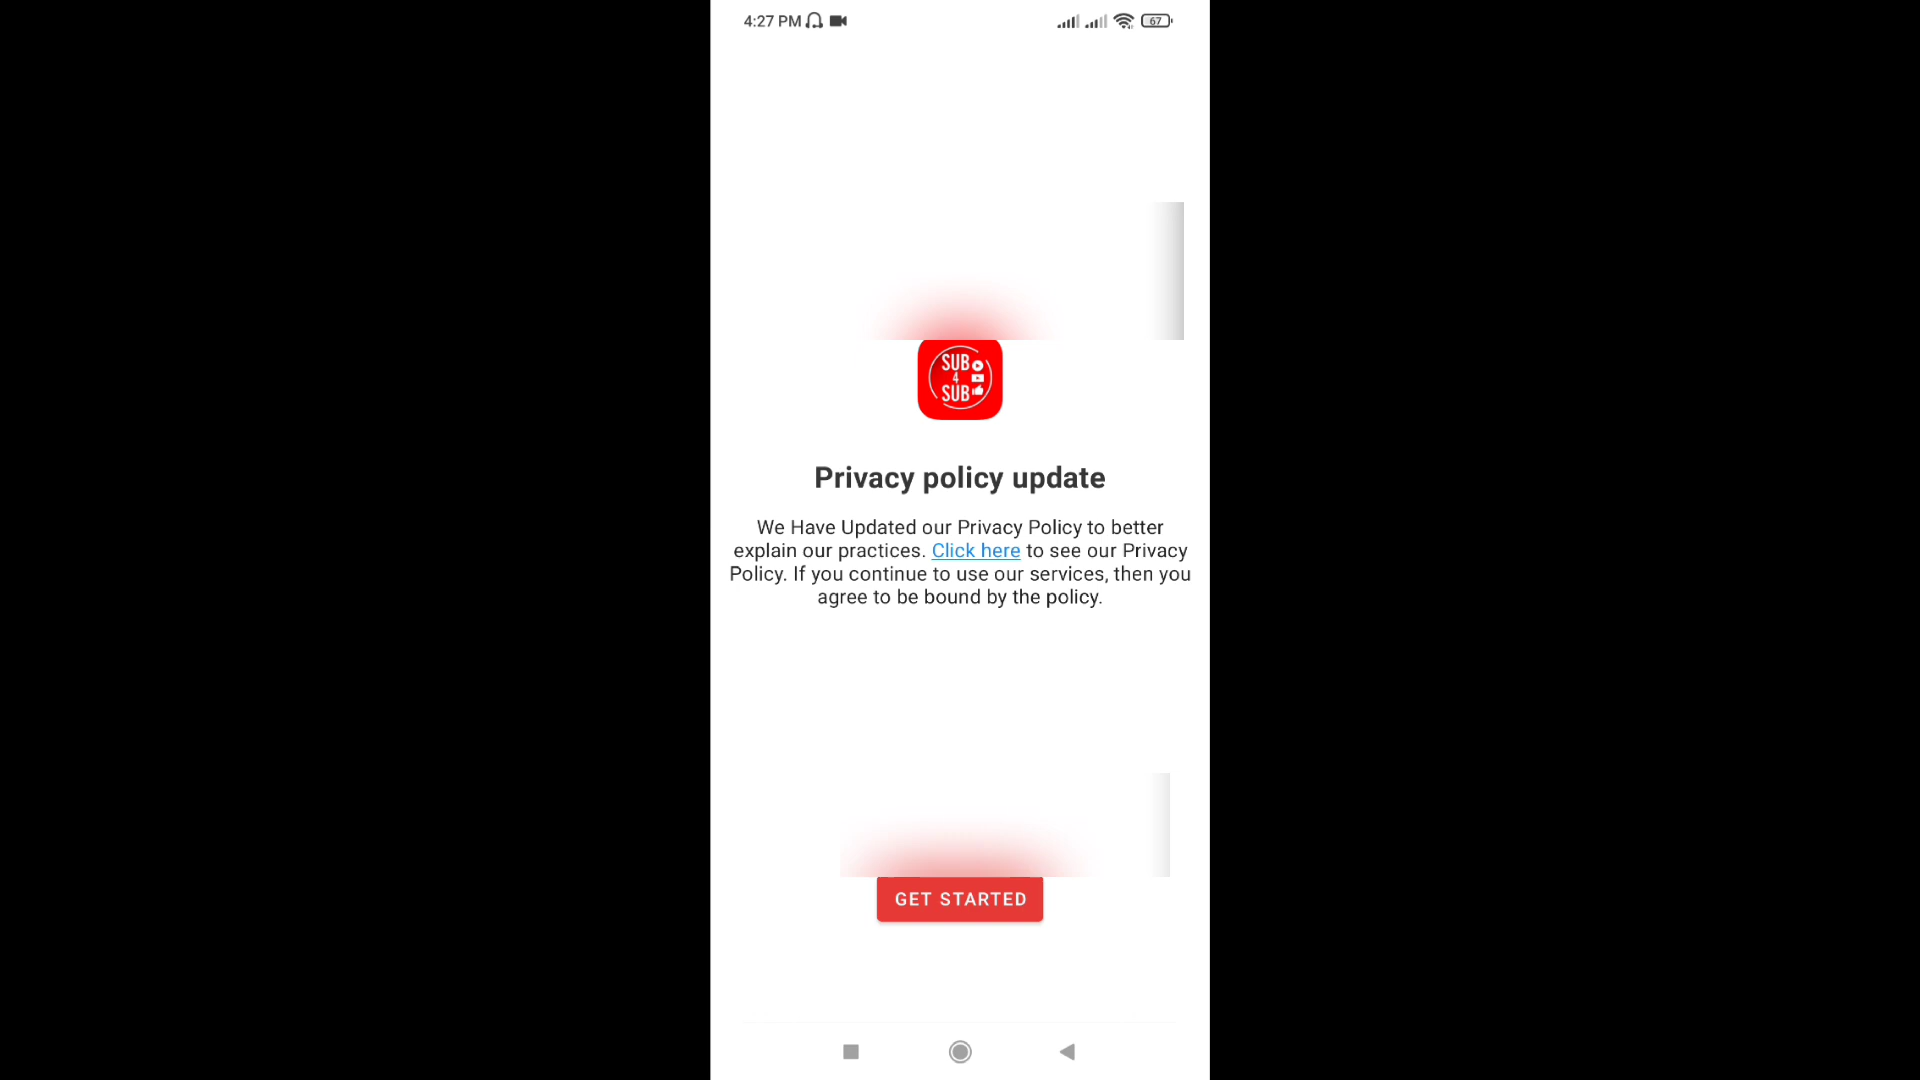 4:27 PM
67
SUB
4
SUB
Privacy policy update
We Have Updated our Privacy Policy to better
explain our practices. Click here to see our Privacy
Policy. If you continue to use our services, then you
agree to be bound by the policy.
GET STARTED